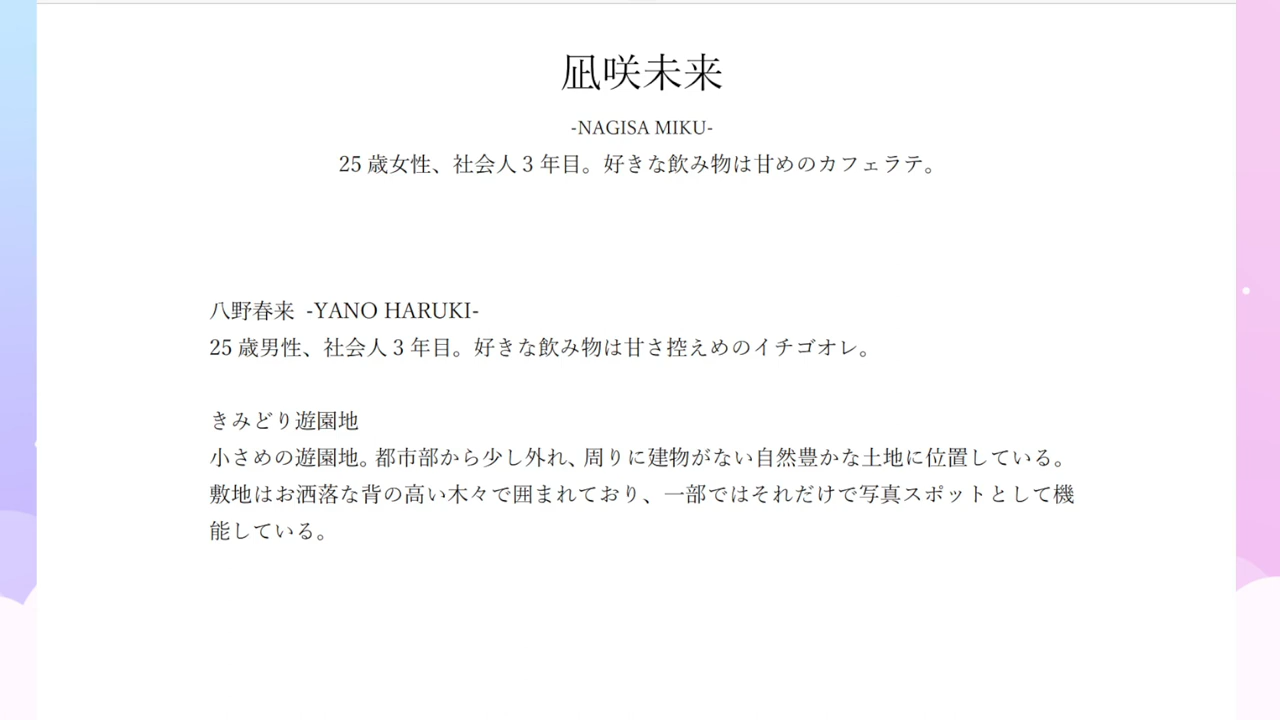 凪咲未来
-NAGISA MIKU-
25 歳女性、社会人 3 年目。好きな飲み物は甘めのカフェラテ。
八野春来 -YANO HARUKI-
25 歳男性、社会人 3 年目。好きな飲み物は甘さ控えめのイチゴオレ。
きみどり遊園地
小さめの遊園地。都市部から少し外れ、周りに建物がない自然豊かな土地に位置している。
敷地はお洒落な背の高い木々で囲まれており、一部ではそれだけで写真スポットとして機
能している。